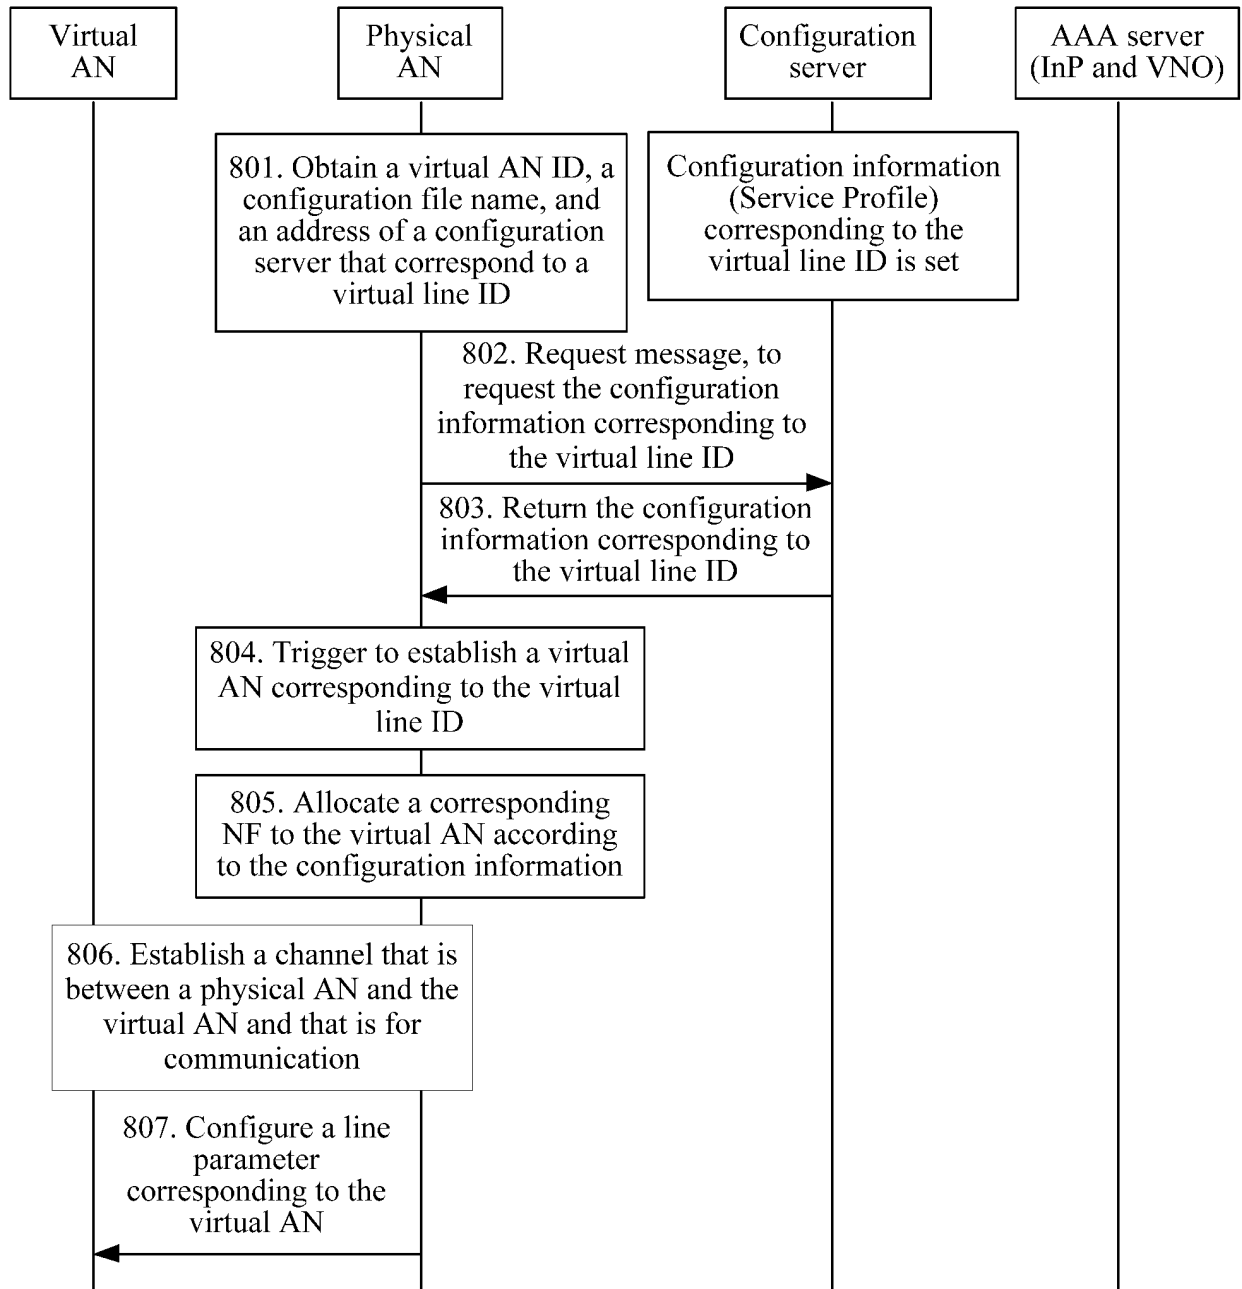 Virtual
AN
Physical
AN
Configuration
server
AAA server
(InP and VNO)
801. Obtain a virtual AN ID, a
configuration file name, and
an address of a configuration
server that correspond to a
virtual line ID
Configuration information
(Service Profile)
corresponding to the
virtual line ID is set
802. Request message, to
request the configuration
information corresponding to
the virtual line ID
803. Return the configuration
information corresponding to
the virtual line ID
804. Trigger to establish a virtual
AN corresponding to the virtual
line ID
805. Allocate a corresponding
NF to the virtual AN according
to the configuration information
806. Establish a channel that is
between a physical AN and the
virtual AN and that is for
communication
807. Configure a line
parameter
corresponding to the
virtual AN